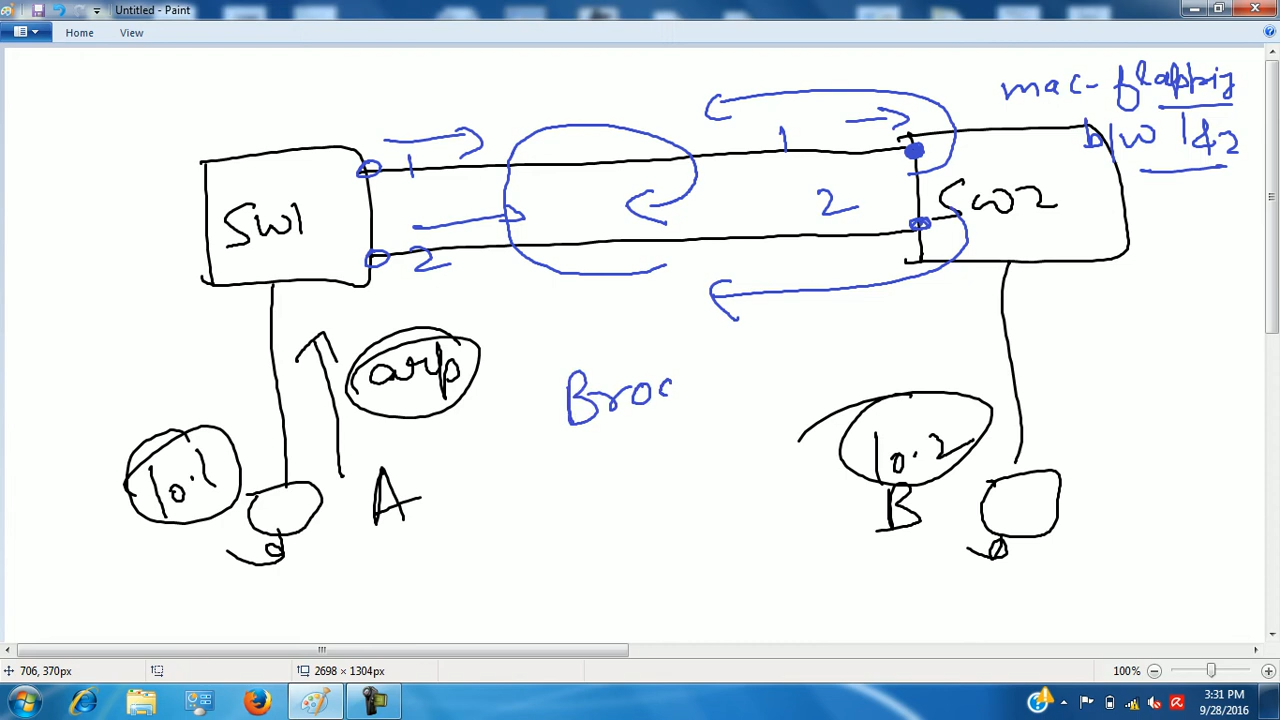 Untitled - Paint
Home
View
mac-flapping
b/w 1&2
1
1
SW1
2
2
SW2
arp
Broc
10.1
A
10.2
B
706, 370px
2698 × 1304px
100%
3:31 PM
9/28/2016